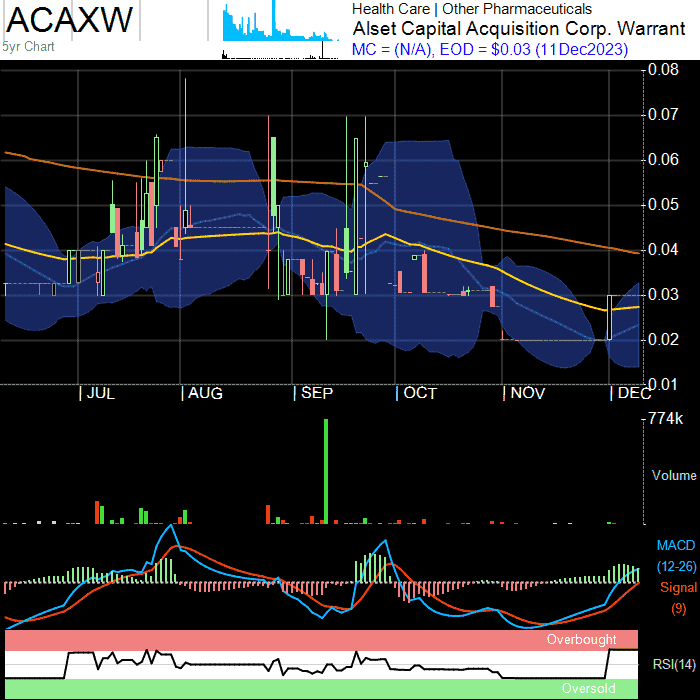 ACAXW
5yr Chart
Health Care | Other Pharmaceuticals
Alset Capital Acquisition Corp. Warrant
MC = (N/A), EOD = $0.03 (11Dec2023)
0.08
0.07
0.06
0.05
0.04
0.03
0.02
0.01
| JUL | AUG | SEP | OCT | NOV | DEC
774k
Volume
MACD
(12-26)
Signal
(9)
Overbought
RSI(14)
Oversold